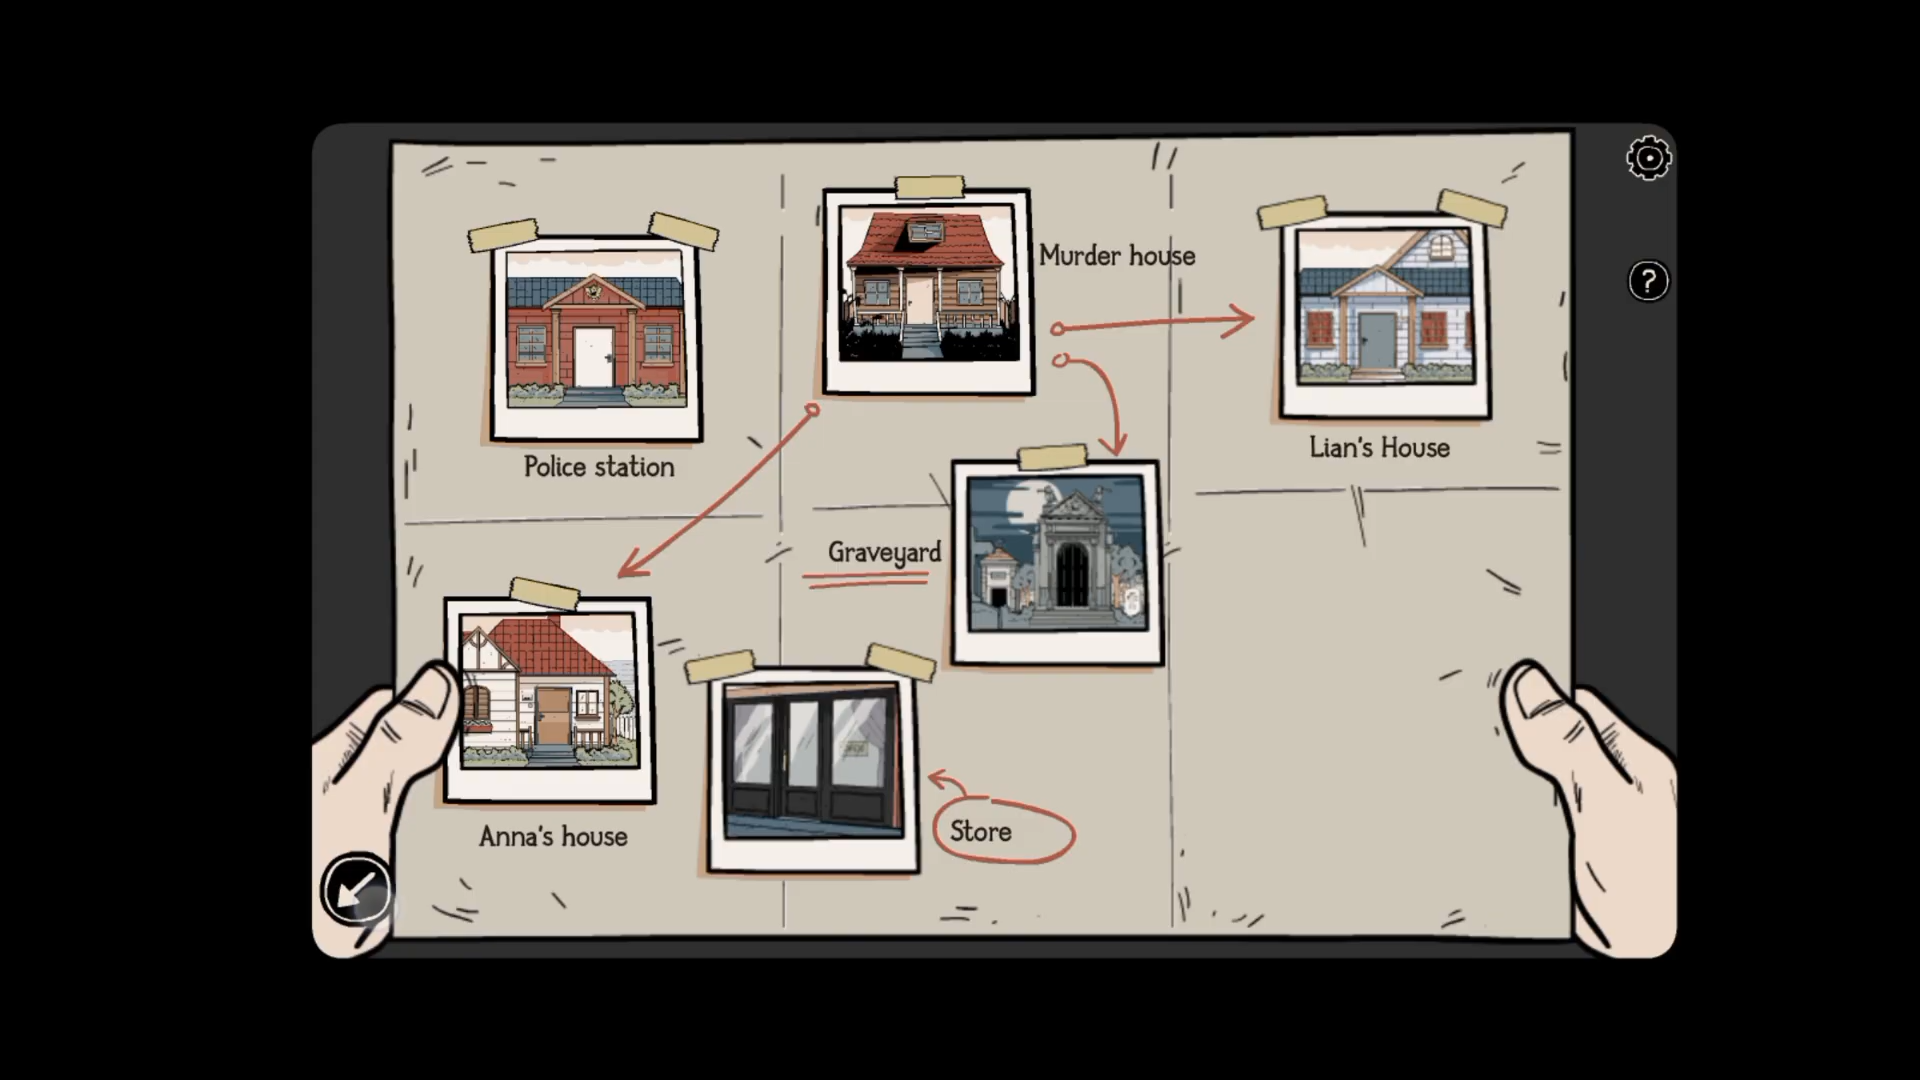 Murder house
Lian's House
Police station
Graveyard
Anna's house
Store
?